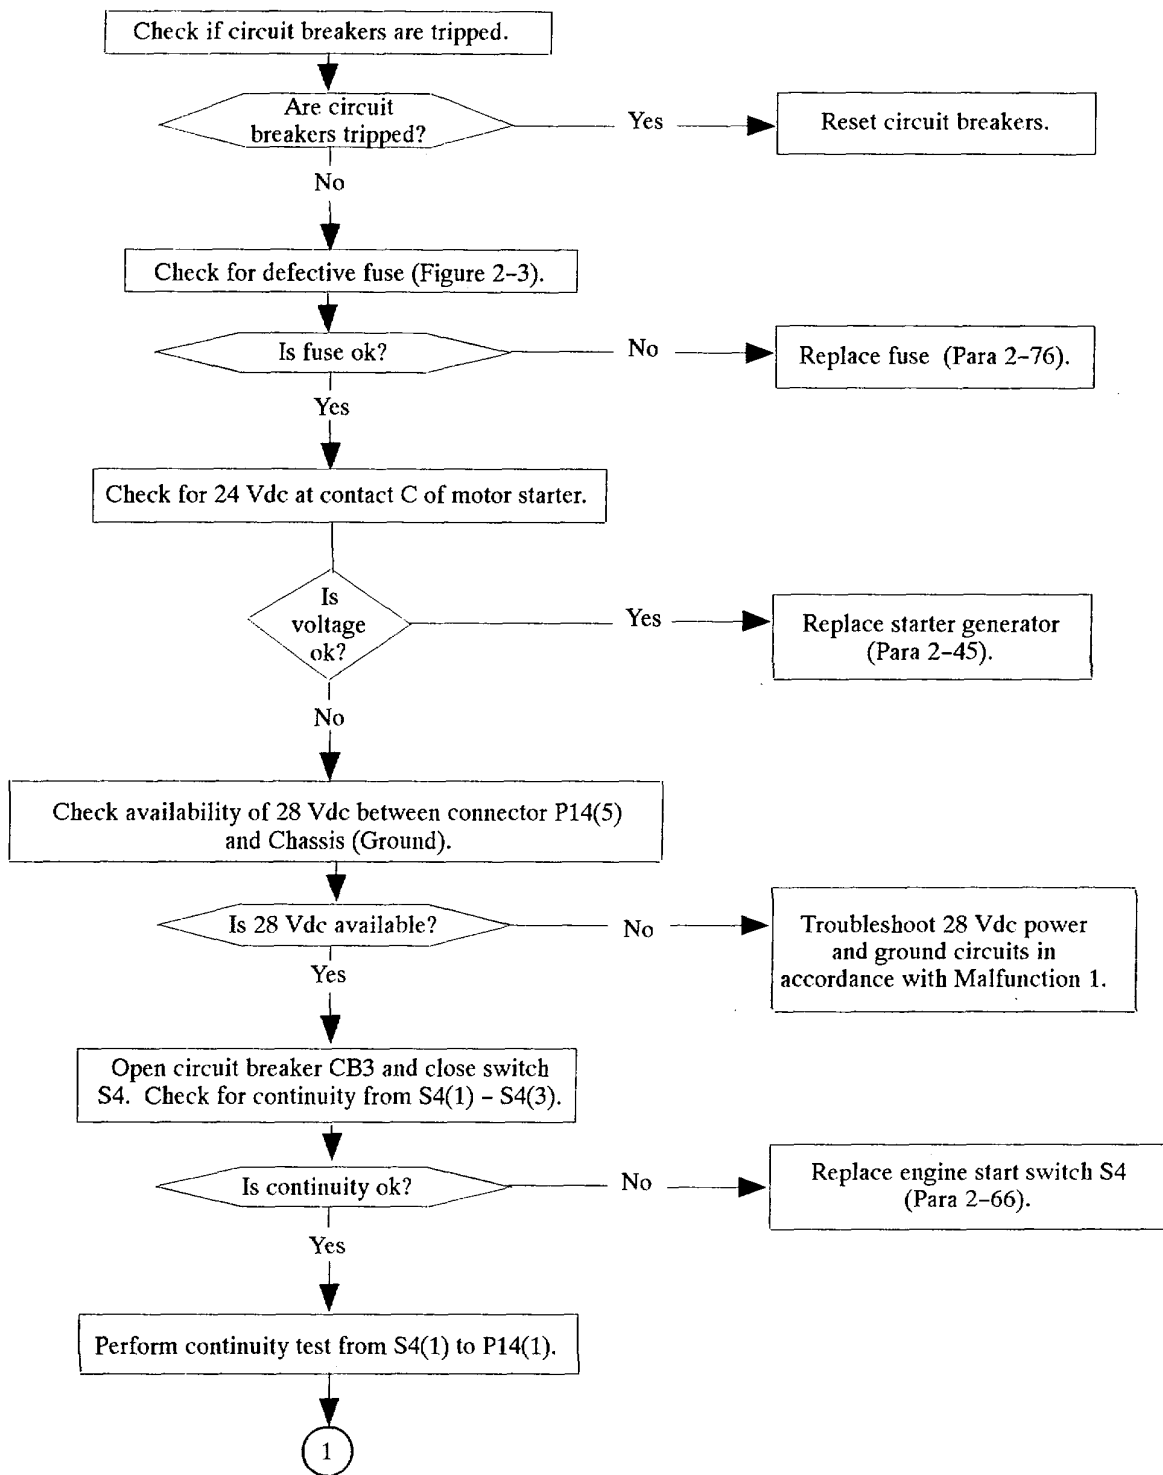 Check if circuit breakers are tripped.
Are circuit
breakers tripped?
Yes
Reset circuit breakers.
No
Check for defective fuse (Figure 2–3).
Is fuse ok?
No
Replace fuse (Para 2–76).
Yes
Check for 24 Vdc at contact C of motor starter.
Is
voltage
ok?
Yes
Replace starter generator
(Para 2–45).
No
Check availability of 28 Vdc between connector P14(5)
and Chassis (Ground).
Is 28 Vdc available?
No
Troubleshoot 28 Vdc power
and ground circuits in
accordance with Malfunction 1.
Yes
Open circuit breaker CB3 and close switch
S4. Check for continuity from S4(1) – S4(3).
Is continuity ok?
No
Replace engine start switch S4
(Para 2–66).
Yes
Perform continuity test from S4(1) to P14(1).
1